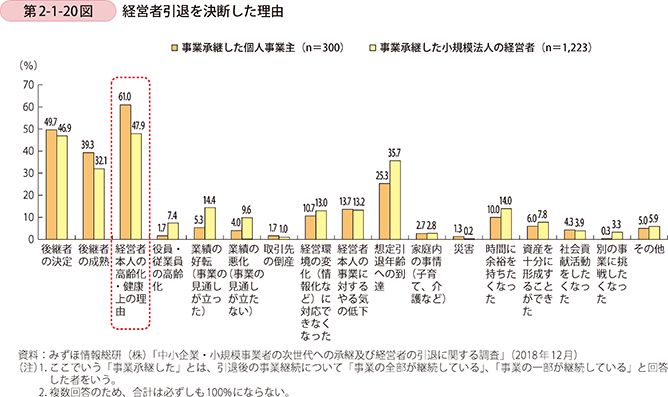 第2-1-20図 経営者引退を決断した理由
事業承継した個人事業主（n＝300） 事業承継した小規模法人の経営者（n＝1,223）
（％）
70
60
50
40
30
20
10
0
49.7 46.9
39.3 32.1
61.0 47.9
1.7 7.4
5.3 14.4
4.0 9.6
1.7 1.0
10.7 13.0
13.7 13.2
25.3 35.7
2.7 2.8
1.3 0.2
10.0 14.0
6.0 7.8
4.3 3.9
0.3 3.3
5.0 5.9
後継者
の決定
後継者
の成熟
経営者
本人の
高齢化
・健康
上の理
由
役員・
従業員
の高齢
化
業績の
好転
（事業の
見通し
が立った）
業績の
悪化
（事業の
見通しが
立たない）
取引先
の倒産
経営環
境の変
化（情報
化など）に
対応でき
なくなった
経営者
本人の
事業に
対する
やる気
の低下
想定引
退年齢
への到
達
家庭内
の事情
（子育
て、介
護など）
災害
時間に
余裕を
持ちた
くなった
資産を
十分に
形成する
ことがで
きた
社会貢
献活動
をしたく
なった
別の事
業に挑
戦したく
なった
その他
資料：みずほ情報総研（株）「中小企業・小規模事業者の次世代への承継及び経営者の引退に関する調査」（2018年12月）
（注）1. ここでいう「事業承継した」とは、引退後の事業継続について「事業の全部が継続している」、「事業の一部が継続している」と回答
した者をいう。
2. 複数回答のため、合計は必ずしも100％にならない。